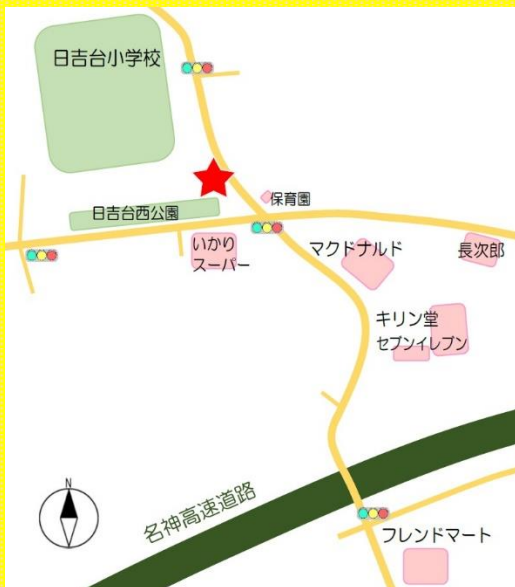 日吉台小学校
保育園
日吉台西公園
いかり
スーパー
マクドナルド
長次郎
キリン堂
セブンイレブン
N
名神高速道路
フレンドマート